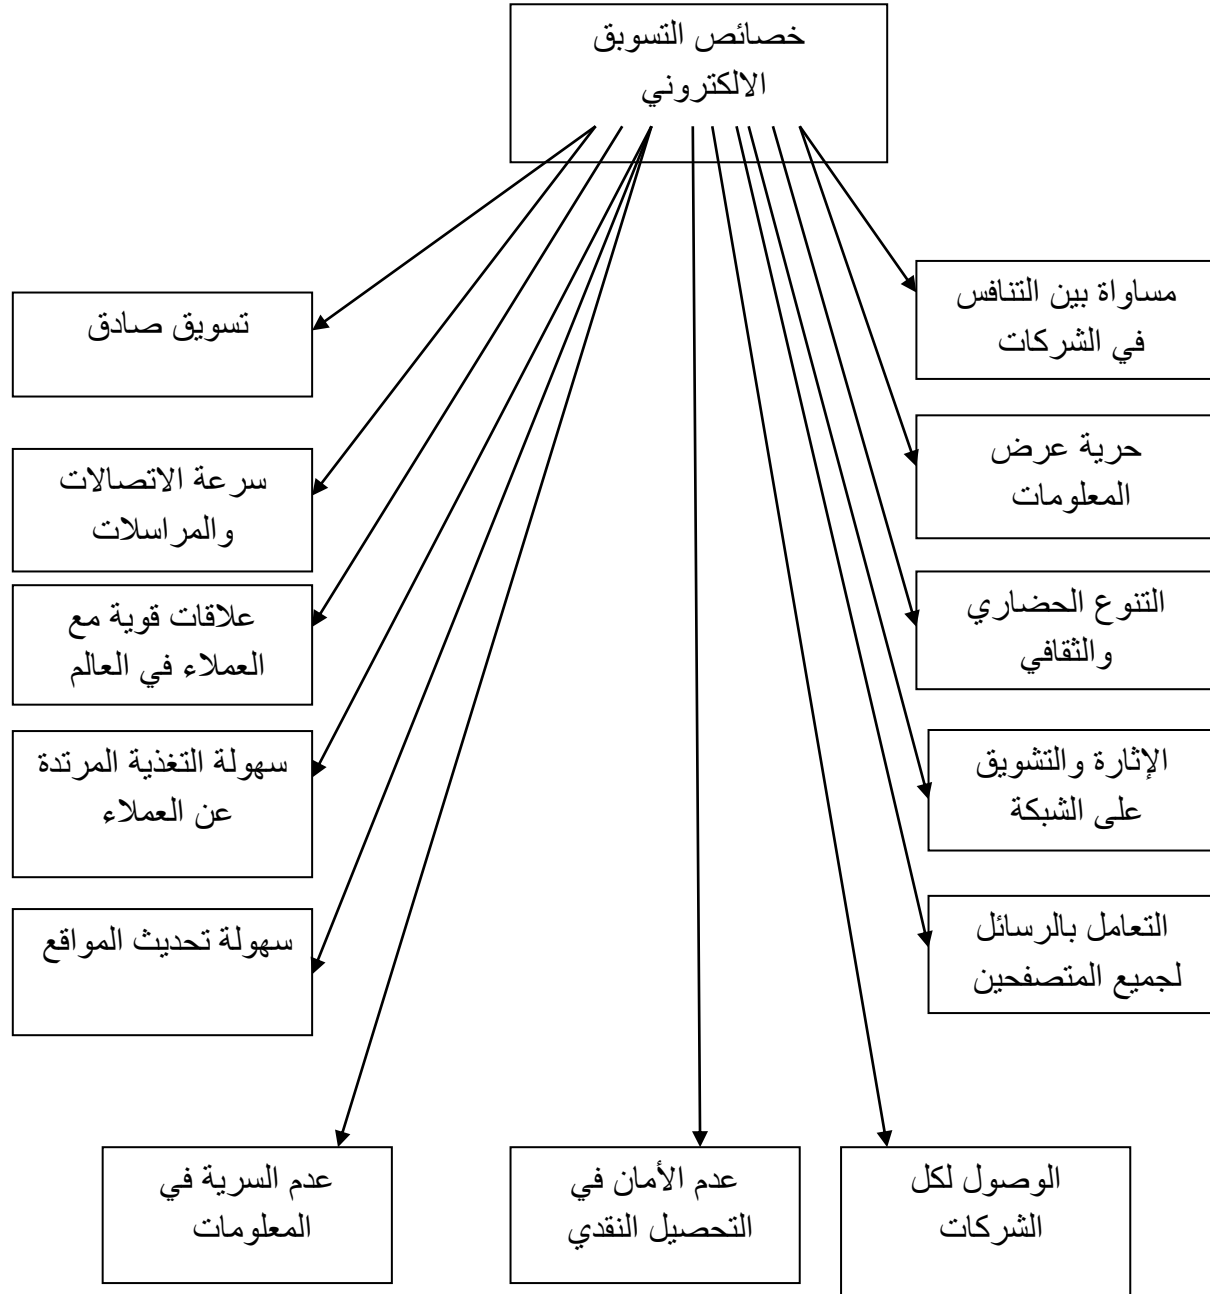 خصائص التسوبق
الالكتروني
مساواة بين التنافس
في الشركات
تسويق صادق
حرية عرض
المعلومات
سرعة الاتصالات
والمراسلات
التنوع الحضاري
والثقافي
علاقات قوية مع
العملاء في العالم
الإثارة والتشويق
على الشبكة
سهولة التغذية المرتدة
عن العملاء
التعامل بالرسائل
لجميع المتصفحين
سهولة تحديث المواقع
الوصول لكل
الشركات
عدم الأمان في
التحصيل النقدي
عدم السرية في
المعلومات